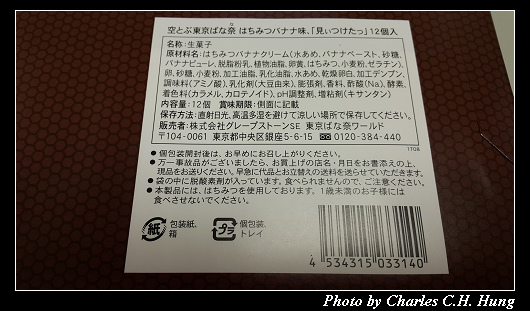 空とぶ東京ばな奈 はちみつバナナ味、「見ぃつけたっ」12個入
名称:生菓子
原材料名:はちみつバナナクリーム(水あめ、バナナペースト、砂糖、
バナナピューレ、脱脂粉乳、植物油脂、卵黄、はちみつ、小麦粉、ゼラチン)、
卵、砂糖、小麦粉、加工油脂、乳化油脂、水あめ、乾燥卵白、加工デンプン、
調味料(アミノ酸)、乳化剤(大豆由来)、膨張剤、香料、酢酸(Na)、酵素、
着色料(カラメル、カロテノイド)、pH調整剤、増粘剤(キサンタン)
内容量:12個 賞味期限:側面に記載
保存方法:直射日光、高温多湿を避けて涼しい場所で保存してください。
販売者:株式会社グレープストーンSE 東京ばな奈ワールド
〒104-0061 東京都中央区銀座5-6-15 0120-384-440
1708
●個包装開封後は、お早めにお召し上がりください。
●万一事故品がございましたら、お買上げの店名・月日をお書添えの上、
現品をお送りください。早急に代品とお立替えの送料を送らせていただきます。
●袋の中に脱酸素剤が入っています。食べられませんので、ご注意ください。
●本製品には、はちみつを使用しております。1歳未満のお子様には
食べさせないでください。
紙 包装紙、箱
プラ 個包装、トレイ
4 534315 033140
Photo by Charles C.H. Hung